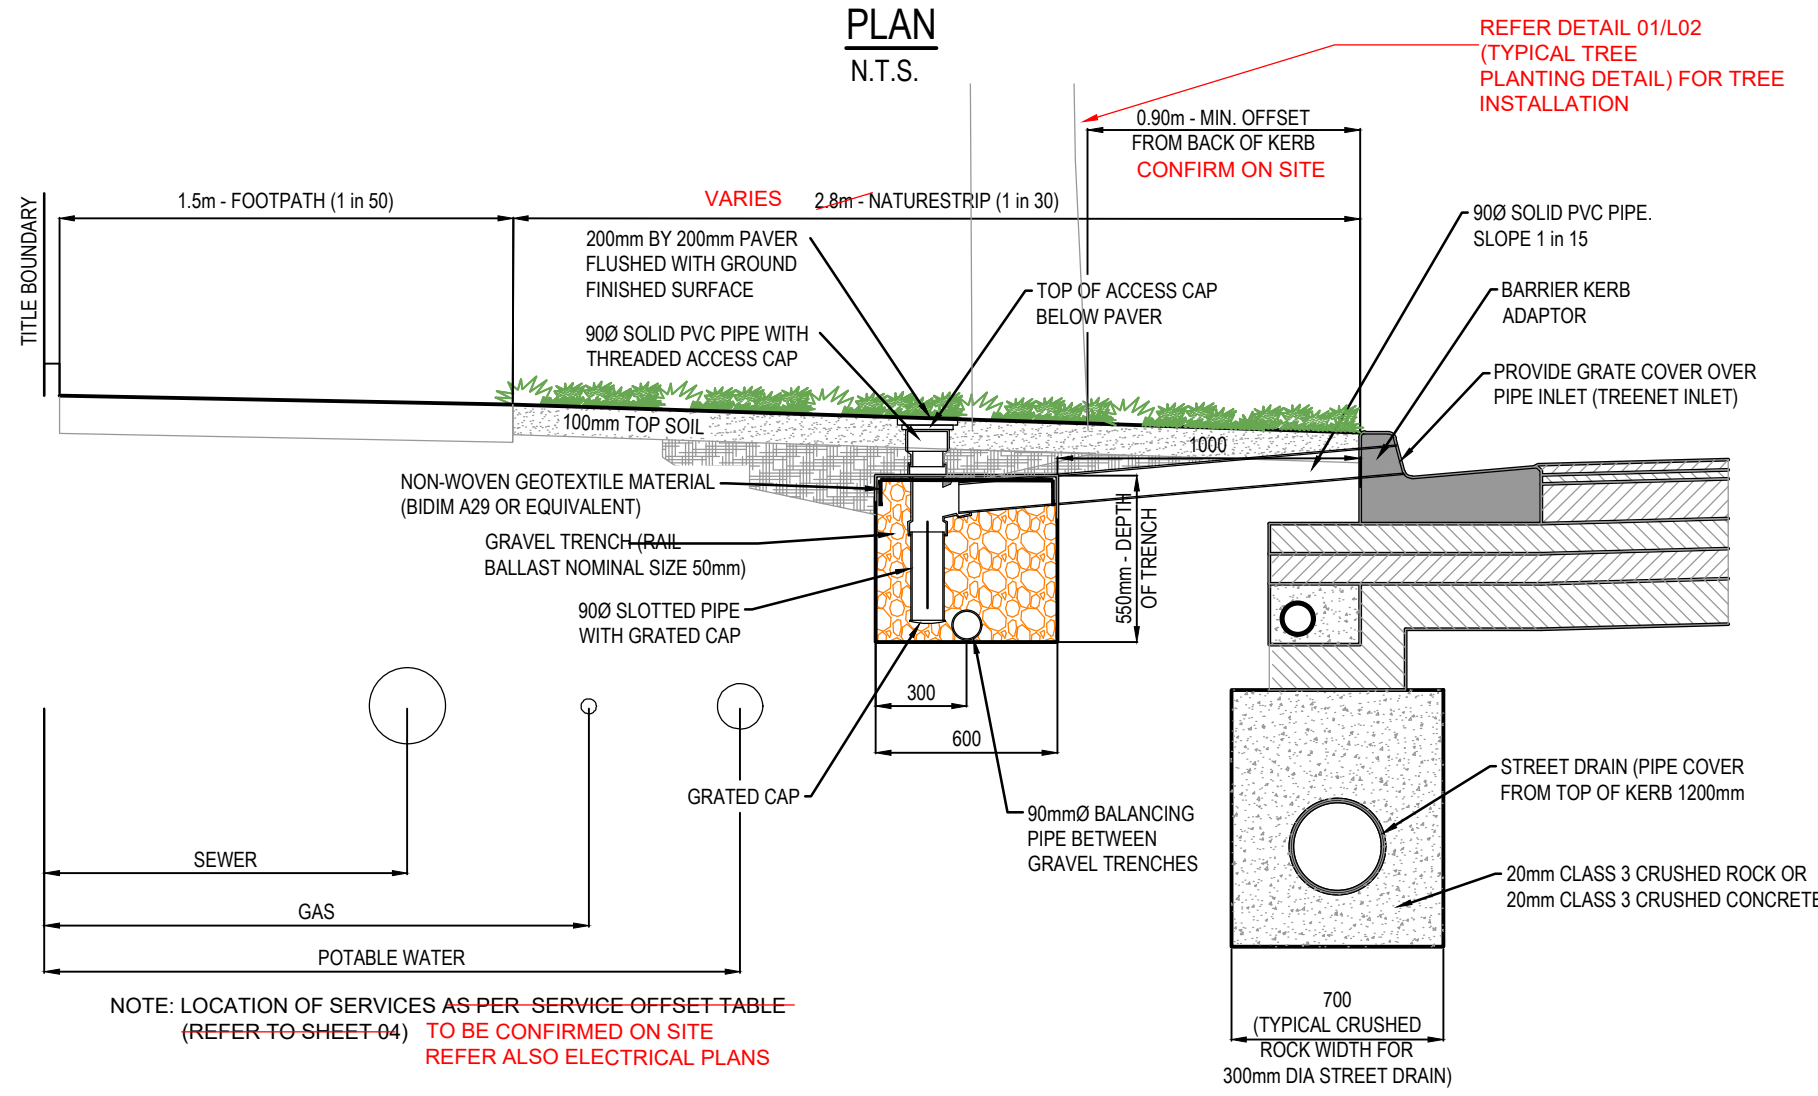 PLAN
N.T.S.
REFER DETAIL 01/L02
(TYPICAL TREE
PLANTING DETAIL) FOR TREE
INSTALLATION
0.90m - MIN. OFFSET
FROM BACK OF KERB
CONFIRM ON SITE
TITLE BOUNDARY
1.5m - FOOTPATH (1 in 50)
VARIES
2.8m - NATURESTRIP (1 in 30)
200mm BY 200mm PAVER
FLUSHED WITH GROUND
FINISHED SURFACE
90Ø SOLID PVC PIPE WITH
THREADED ACCESS CAP
TOP OF ACCESS CAP
BELOW PAVER
90Ø SOLID PVC PIPE.
SLOPE 1 in 15
BARRIER KERB
ADAPTOR
PROVIDE GRATE COVER OVER
PIPE INLET (TREENET INLET)
100mm TOP SOIL
1000
NON-WOVEN GEOTEXTILE MATERIAL
(BIDIM A29 OR EQUIVALENT)
GRAVEL TRENCH (RAIL
BALLAST NOMINAL SIZE 50mm)
90Ø SLOTTED PIPE
WITH GRATED CAP
550mm - DEPTH
OF TRENCH
300
600
GRATED CAP
90mmØ BALANCING
PIPE BETWEEN
GRAVEL TRENCHES
STREET DRAIN (PIPE COVER
FROM TOP OF KERB 1200mm
20mm CLASS 3 CRUSHED ROCK OR
20mm CLASS 3 CRUSHED CONCRETE
SEWER
GAS
POTABLE WATER
NOTE: LOCATION OF SERVICES AS PER SERVICE OFFSET TABLE
(REFER TO SHEET 04) TO BE CONFIRMED ON SITE
REFER ALSO ELECTRICAL PLANS
700
(TYPICAL CRUSHED
ROCK WIDTH FOR
300mm DIA STREET DRAIN)